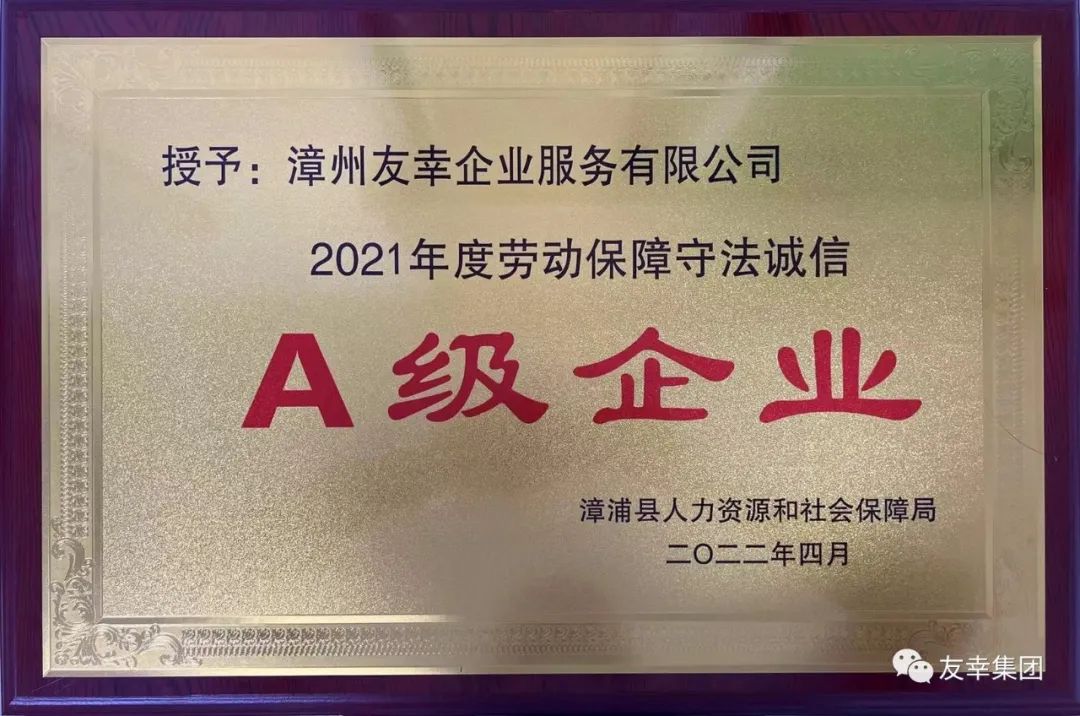 授予：漳州友幸企业服务有限公司
2021年度劳动保障守法诚信
A级企业
漳浦县人力资源和社会保障局
二〇二二年四月
友幸集团